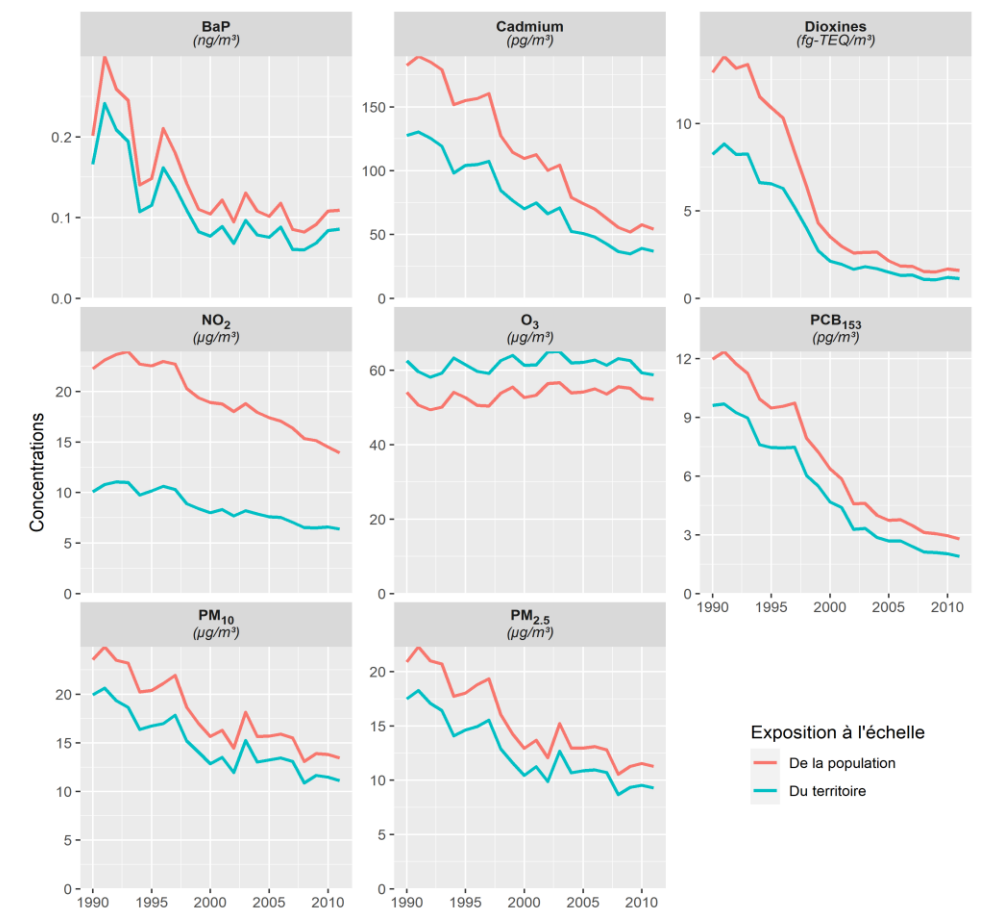 BaP
(ng/m³)
Cadmium
(pg/m³)
Dioxines
(fg-TEQ/m³)
0.2
0.1
0.0
150
100
50
0
10
5
0
NO₂
(µg/m³)
O₃
(µg/m³)
PCB₁₅₃
(pg/m³)
Concentrations
20
15
10
5
0
60
40
20
0
12
9
6
3
0
1990
1995
2000
2005
2010
PM₁₀
(µg/m³)
PM₂.₅
(µg/m³)
20
15
10
5
0
20
15
10
5
0
1990
1995
2000
2005
2010
1990
1995
2000
2005
2010
Exposition à l'échelle
De la population
Du territoire